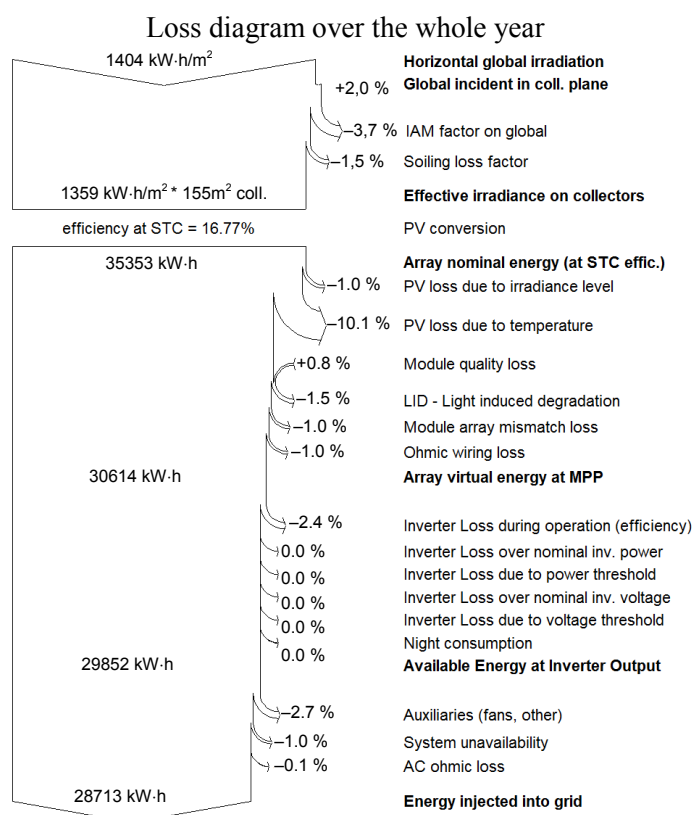 Loss diagram over the whole year
1404 kW·h/m² Horizontal global irradiation
+2,0 % Global incident in coll. plane
–3,7 % IAM factor on global
–1,5 % Soiling loss factor
1359 kW·h/m² * 155m² coll. Effective irradiance on collectors
efficiency at STC = 16.77% PV conversion
35353 kW·h Array nominal energy (at STC effic.)
–1.0 % PV loss due to irradiance level
–10.1 % PV loss due to temperature
+0.8 % Module quality loss
–1.5 % LID - Light induced degradation
–1.0 % Module array mismatch loss
–1.0 % Ohmic wiring loss
30614 kW·h Array virtual energy at MPP
–2.4 % Inverter Loss during operation (efficiency)
0.0 % Inverter Loss over nominal inv. power
0.0 % Inverter Loss due to power threshold
0.0 % Inverter Loss over nominal inv. voltage
0.0 % Inverter Loss due to voltage threshold
0.0 % Night consumption
29852 kW·h Available Energy at Inverter Output
–2.7 % Auxiliaries (fans, other)
–1.0 % System unavailability
–0.1 % AC ohmic loss
28713 kW·h Energy injected into grid